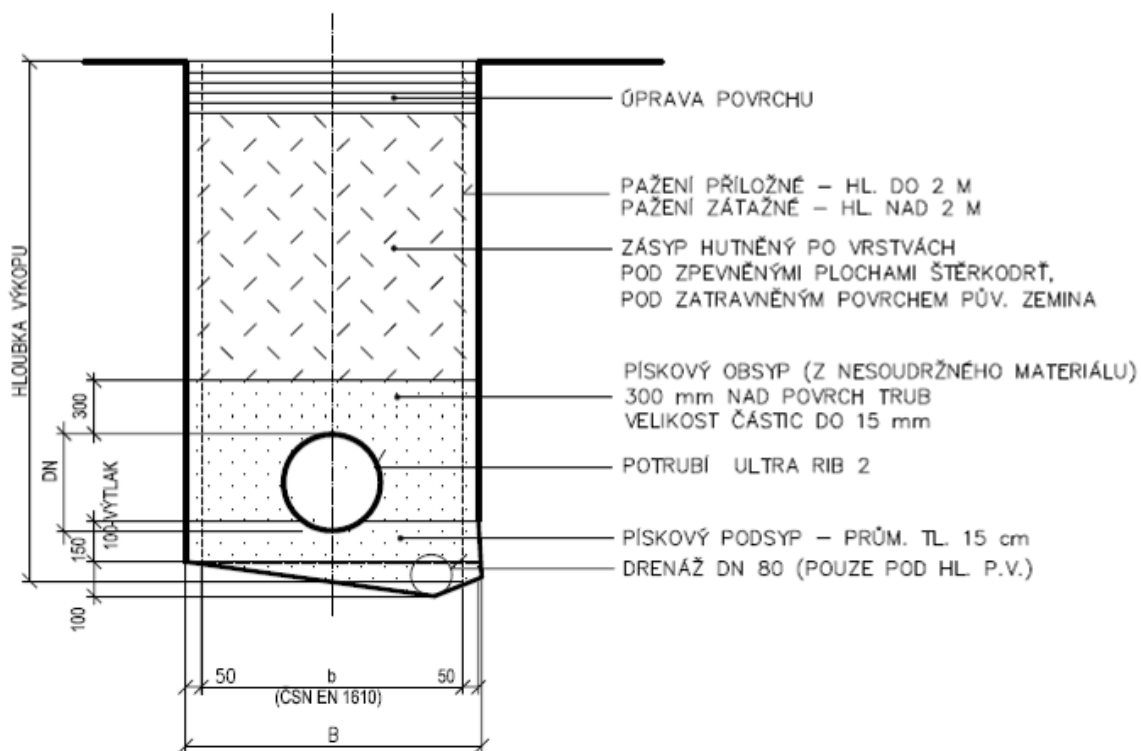 ÚPRAVA POVRCHU
PAŽENÍ PŘÍLOŽNÉ – HL. DO 2 M
PAŽENÍ ZÁTAŽNÉ – HL. NAD 2 M
ZÁSYP HUTNĚNÝ PO VRSTVÁCH
POD ZPEVNĚNÝMI PLOCHAMI ŠTĚRKODRŤ,
POD ZATRAVNĚNÝM POVRCHEM PŮV. ZEMINA
HLOUBKA VÝKOPU
300
PÍSKOVÝ OBSYP (Z NESOUDRŽNÉHO MATERIÁLU)
300 mm NAD POVRCH TRUB
VELIKOST ČÁSTIC DO 15 mm
DN
POTRUBÍ ULTRA RIB 2
150
100-VÝTLAK
PÍSKOVÝ PODSYP – PRŮM. TL. 15 cm
DRENÁŽ DN 80 (POUZE POD HL. P.V.)
100
50 b 50
(ČSN EN 1610)
B